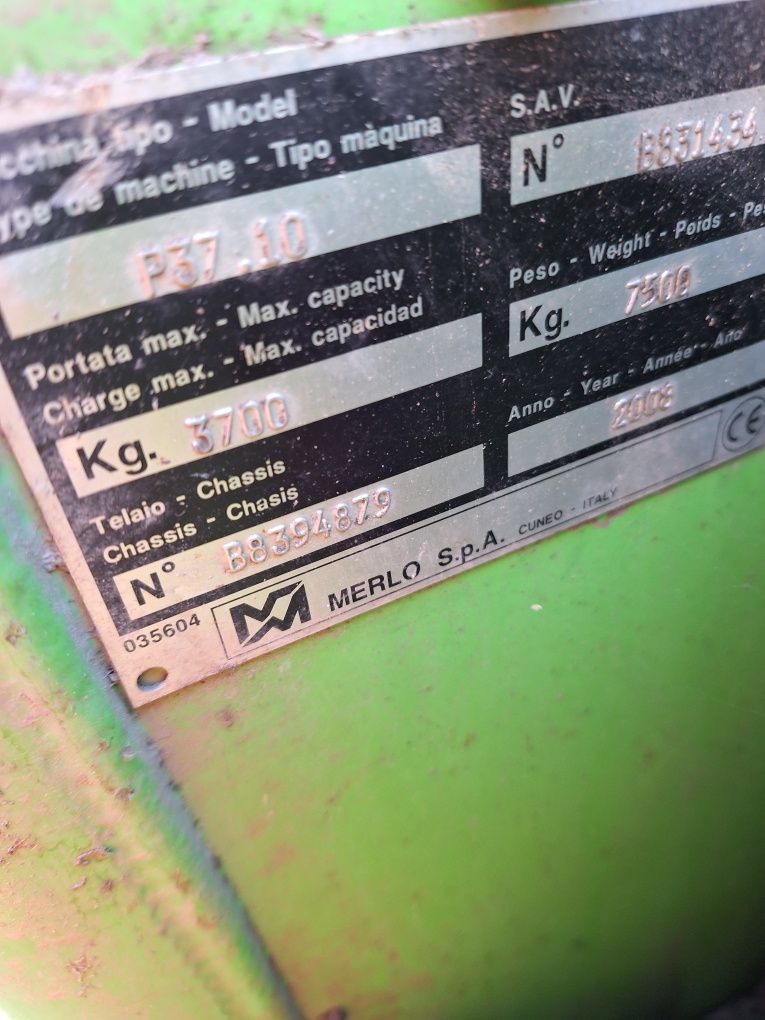 cchina tipo - Model
ype de machine - Tipo màquina
P37.10
Portata max. - Max. capacity
Charge max. - Max. capacidad
Kg. 3700
Telaio - Chassis
Chassis - Chasis
N° B8394879
035604 MERLO S.p.A. CUNEO - ITALY
S.A.V.
N° B831434
Peso - Weight - Poids - Pe
Kg. 7500
Anno - Year - Année - Año
2008
CE